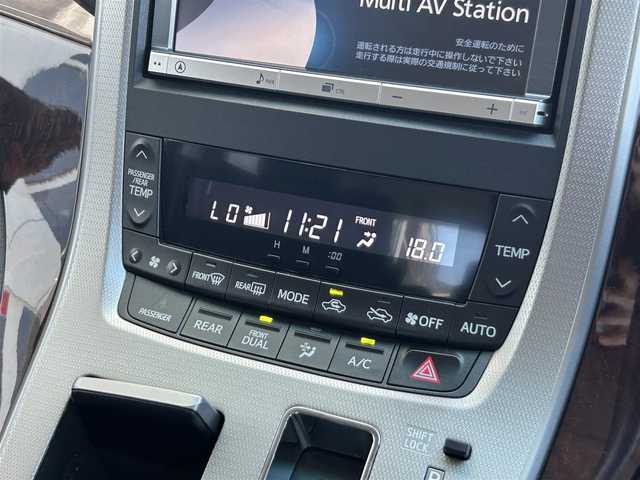 Multi AV Station
安全運転のために
運転される方は走行中に操作しないで下さい
走行する際は実際の交通規制に従って下さい
− +
PASSENGER
/REAR
TEMP
LO 11:21 FRONT 18.0
H M :00
TEMP
FRONT REAR MODE OFF AUTO
PASSENGER REAR FRONT DUAL A/C
SHIFT
LOCK
P